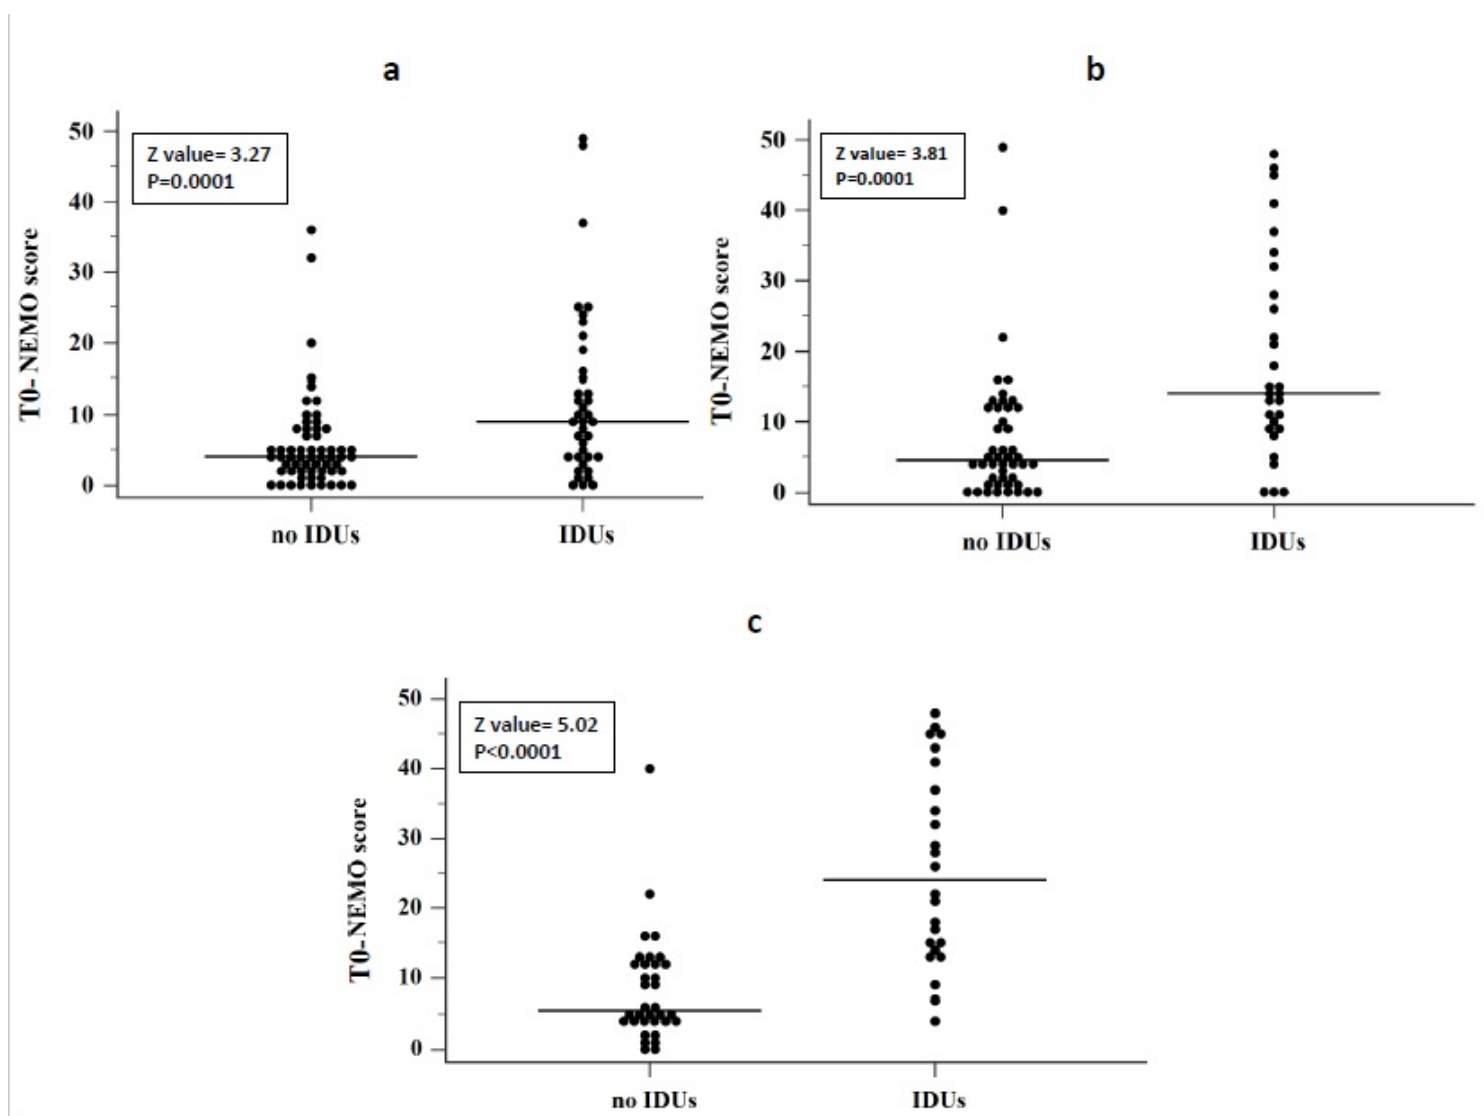 a
b
50
40
30
20
10
0
T0- NEMO score
Z value= 3.27
P=0.0001
no IDUs
IDUs
50
40
30
20
10
0
T0-NEMO score
Z value= 3.81
P=0.0001
no IDUs
IDUs
c
50
40
30
20
10
0
T0-NEMO score
Z value= 5.02
P<0.0001
no IDUs
IDUs